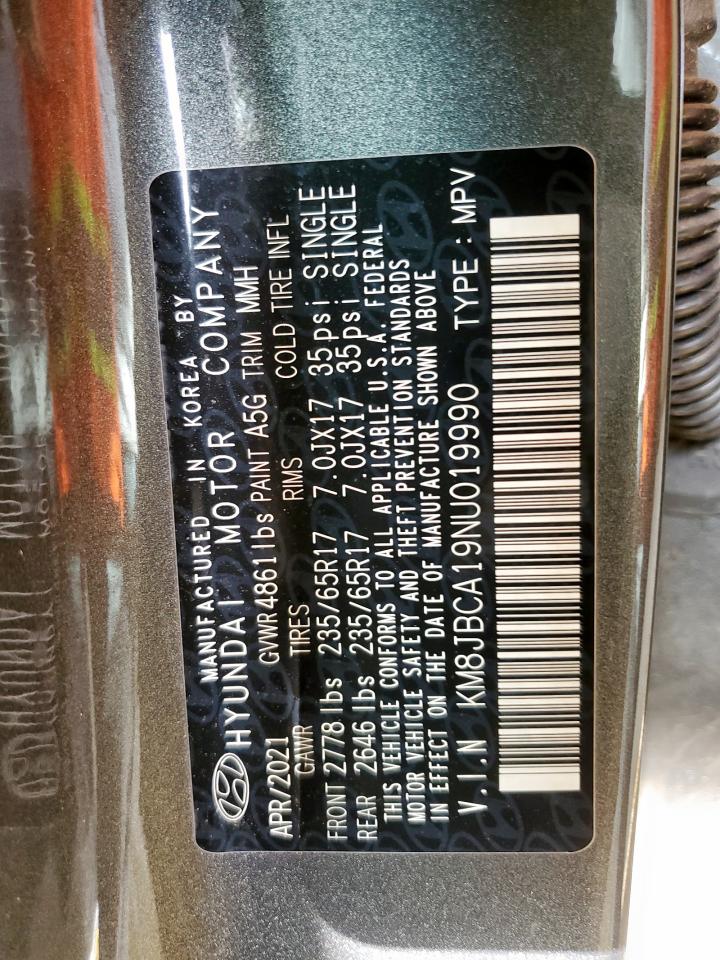 MANUFACTURED IN KOREA BY
HYUNDAI MOTOR COMPANY
APR/2021 GVWR 4861 lbs PAINT A5G TRIM MMH
GAWR TIRES RIMS COLD TIRE INFL
FRONT 2778 lbs 235/65R17 7.0JX17 35psi SINGLE
REAR 2646 lbs 235/65R17 7.0JX17 35psi SINGLE
THIS VEHICLE CONFORMS TO ALL APPLICABLE U.S.A. FEDERAL
MOTOR VEHICLE SAFETY AND THEFT PREVENTION STANDARDS
IN EFFECT ON THE DATE OF MANUFACTURE SHOWN ABOVE
V.I.N KM8JBCA19NU019990 TYPE : MPV